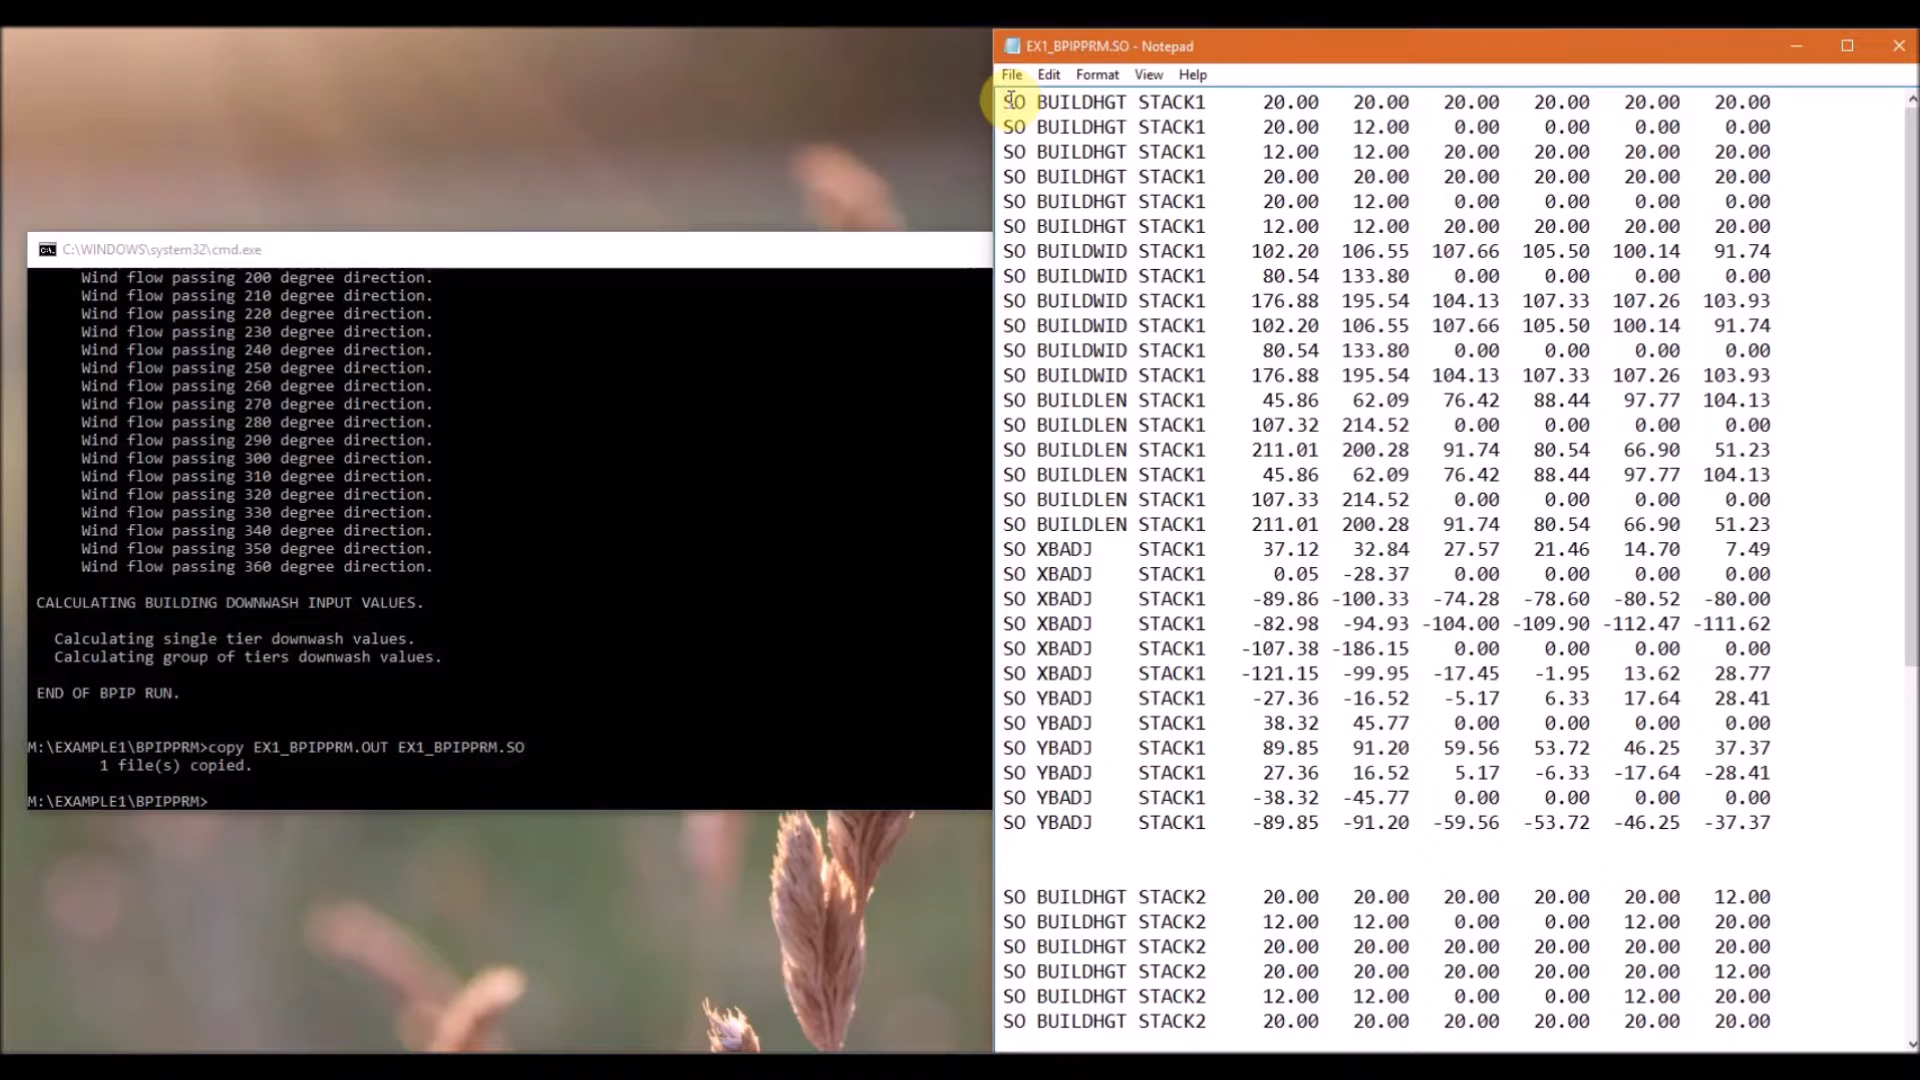 C:\WINDOWS\system32\cmd.exe
Wind flow passing 200 degree direction.
Wind flow passing 210 degree direction.
Wind flow passing 220 degree direction.
Wind flow passing 230 degree direction.
Wind flow passing 240 degree direction.
Wind flow passing 250 degree direction.
Wind flow passing 260 degree direction.
Wind flow passing 270 degree direction.
Wind flow passing 280 degree direction.
Wind flow passing 290 degree direction.
Wind flow passing 300 degree direction.
Wind flow passing 310 degree direction.
Wind flow passing 320 degree direction.
Wind flow passing 330 degree direction.
Wind flow passing 340 degree direction.
Wind flow passing 350 degree direction.
Wind flow passing 360 degree direction.
CALCULATING BUILDING DOWNWASH INPUT VALUES.
Calculating single tier downwash values.
Calculating group of tiers downwash values.
END OF BPIP RUN.
M:\EXAMPLE1\BPIPPRM>copy EX1_BPIPPRM.OUT EX1_BPIPPRM.SO
1 file(s) copied.
M:\EXAMPLE1\BPIPPRM>
EX1_BPIPPRM.SO - Notepad
File Edit Format View Help
SO BUILDHGT STACK1 20.00 20.00 20.00 20.00 20.00 20.00
SO BUILDHGT STACK1 20.00 12.00 0.00 0.00 0.00 0.00
SO BUILDHGT STACK1 12.00 12.00 20.00 20.00 20.00 20.00
SO BUILDHGT STACK1 20.00 20.00 20.00 20.00 20.00 20.00
SO BUILDHGT STACK1 20.00 12.00 0.00 0.00 0.00 0.00
SO BUILDHGT STACK1 12.00 12.00 20.00 20.00 20.00 20.00
SO BUILDWID STACK1 102.20 106.55 107.66 105.50 100.14 91.74
SO BUILDWID STACK1 80.54 133.80 0.00 0.00 0.00 0.00
SO BUILDWID STACK1 176.88 195.54 104.13 107.33 107.26 103.93
SO BUILDWID STACK1 102.20 106.55 107.66 105.50 100.14 91.74
SO BUILDWID STACK1 80.54 133.80 0.00 0.00 0.00 0.00
SO BUILDWID STACK1 176.88 195.54 104.13 107.33 107.26 103.93
SO BUILDLEN STACK1 45.86 62.09 76.42 88.44 97.77 104.13
SO BUILDLEN STACK1 107.32 214.52 0.00 0.00 0.00 0.00
SO BUILDLEN STACK1 211.01 200.28 91.74 80.54 66.90 51.23
SO BUILDLEN STACK1 45.86 62.09 76.42 88.44 97.77 104.13
SO BUILDLEN STACK1 107.33 214.52 0.00 0.00 0.00 0.00
SO BUILDLEN STACK1 211.01 200.28 91.74 80.54 66.90 51.23
SO XBADJ STACK1 37.12 32.84 27.57 21.46 14.70 7.49
SO XBADJ STACK1 0.05 -28.37 0.00 0.00 0.00 0.00
SO XBADJ STACK1 -89.86 -100.33 -74.28 -78.60 -80.52 -80.00
SO XBADJ STACK1 -82.98 -94.93 -104.00 -109.90 -112.47 -111.62
SO XBADJ STACK1 -107.38 -186.15 0.00 0.00 0.00 0.00
SO XBADJ STACK1 -121.15 -99.95 -17.45 -1.95 13.62 28.77
SO YBADJ STACK1 -27.36 -16.52 -5.17 6.33 17.64 28.41
SO YBADJ STACK1 38.32 45.77 0.00 0.00 0.00 0.00
SO YBADJ STACK1 89.85 91.20 59.56 53.72 46.25 37.37
SO YBADJ STACK1 27.36 16.52 5.17 -6.33 -17.64 -28.41
SO YBADJ STACK1 -38.32 -45.77 0.00 0.00 0.00 0.00
SO YBADJ STACK1 -89.85 -91.20 -59.56 -53.72 -46.25 -37.37
SO BUILDHGT STACK2 20.00 20.00 20.00 20.00 20.00 12.00
SO BUILDHGT STACK2 12.00 12.00 0.00 0.00 12.00 20.00
SO BUILDHGT STACK2 20.00 20.00 20.00 20.00 20.00 20.00
SO BUILDHGT STACK2 20.00 20.00 20.00 20.00 20.00 12.00
SO BUILDHGT STACK2 12.00 12.00 0.00 0.00 12.00 20.00
SO BUILDHGT STACK2 20.00 20.00 20.00 20.00 20.00 20.00